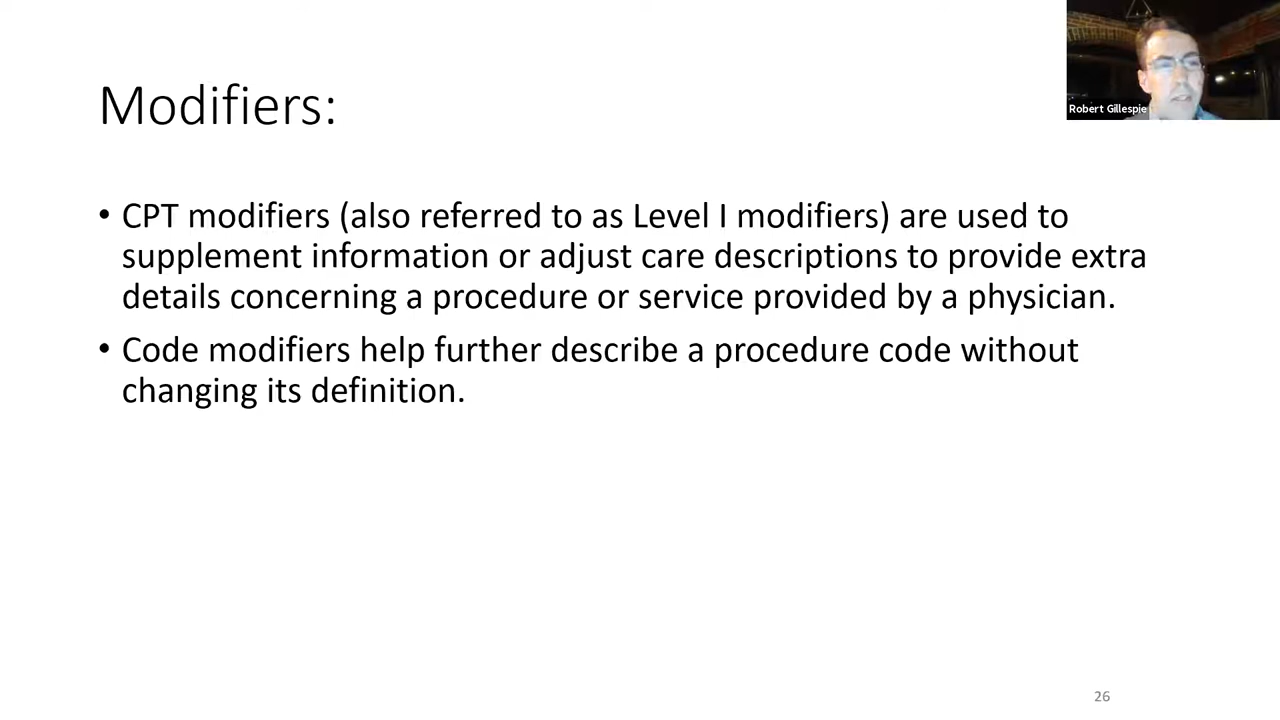 Modifiers:
Robert Gillespie
• CPT modifiers (also referred to as Level I modifiers) are used to
supplement information or adjust care descriptions to provide extra
details concerning a procedure or service provided by a physician.
• Code modifiers help further describe a procedure code without
changing its definition.
26